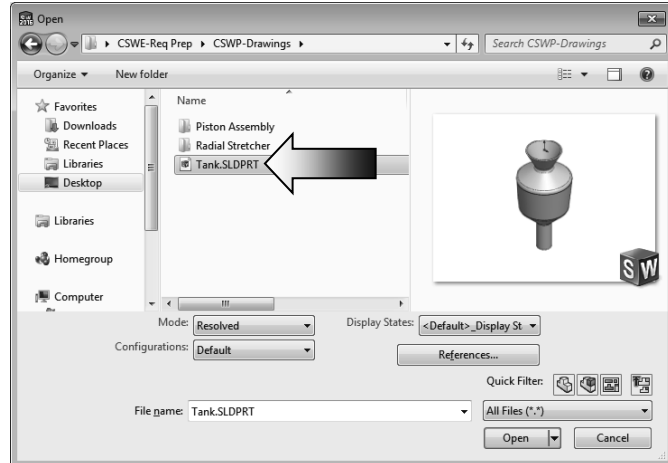 Open
CSWE-Req Prep ▸ CSWP-Drawings ▸
Search CSWP-Drawings
Organize ▾ New folder
Favorites
Downloads
Recent Places
Libraries
Desktop
Libraries
Homegroup
Computer
Name
Piston Assembly
Radial Stretcher
Tank.SLDPRT
SW
Mode: Resolved
Display States: <Default>_Display St
Configurations: Default
References...
Quick Filter:
File name: Tank.SLDPRT
All Files (*.*)
Open
Cancel